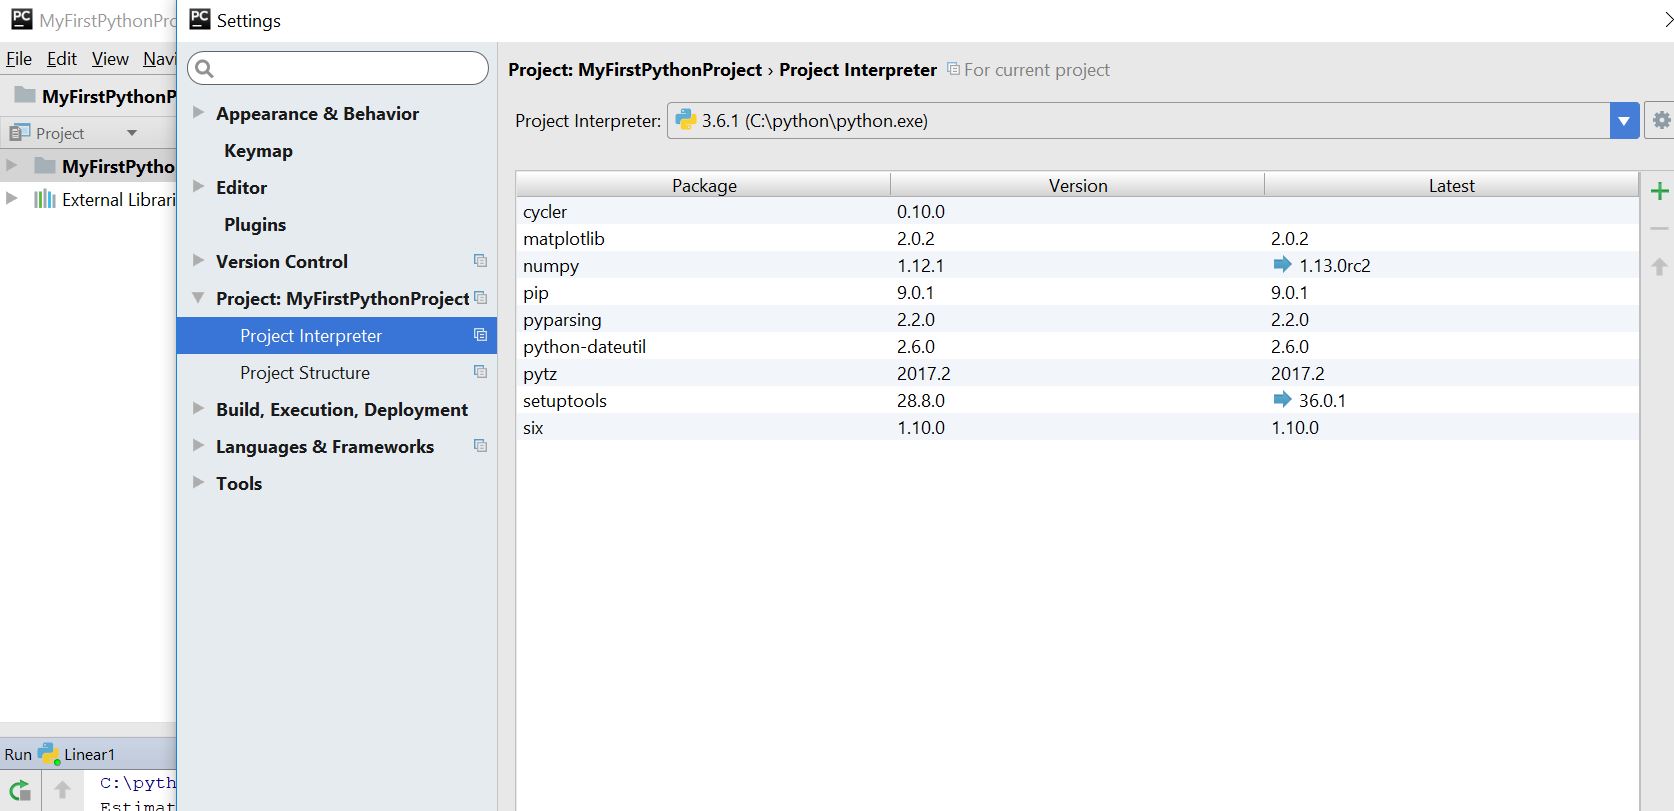 PC MyFirstPythonPro
PC Settings
File Edit View Navi
MyFirstPythonP
Project
MyFirstPytho
External Librari
Appearance & Behavior
Keymap
Editor
Plugins
Version Control
Project: MyFirstPythonProject
Project Interpreter
Project Structure
Build, Execution, Deployment
Languages & Frameworks
Tools
Project: MyFirstPythonProject › Project Interpreter For current project
Project Interpreter: 3.6.1 (C:\python\python.exe)
Package Version Latest
cycler 0.10.0
matplotlib 2.0.2 2.0.2
numpy 1.12.1 1.13.0rc2
pip 9.0.1 9.0.1
pyparsing 2.2.0 2.2.0
python-dateutil 2.6.0 2.6.0
pytz 2017.2 2017.2
setuptools 28.8.0 36.0.1
six 1.10.0 1.10.0
Run Linear1
C:\pyth
Estimat